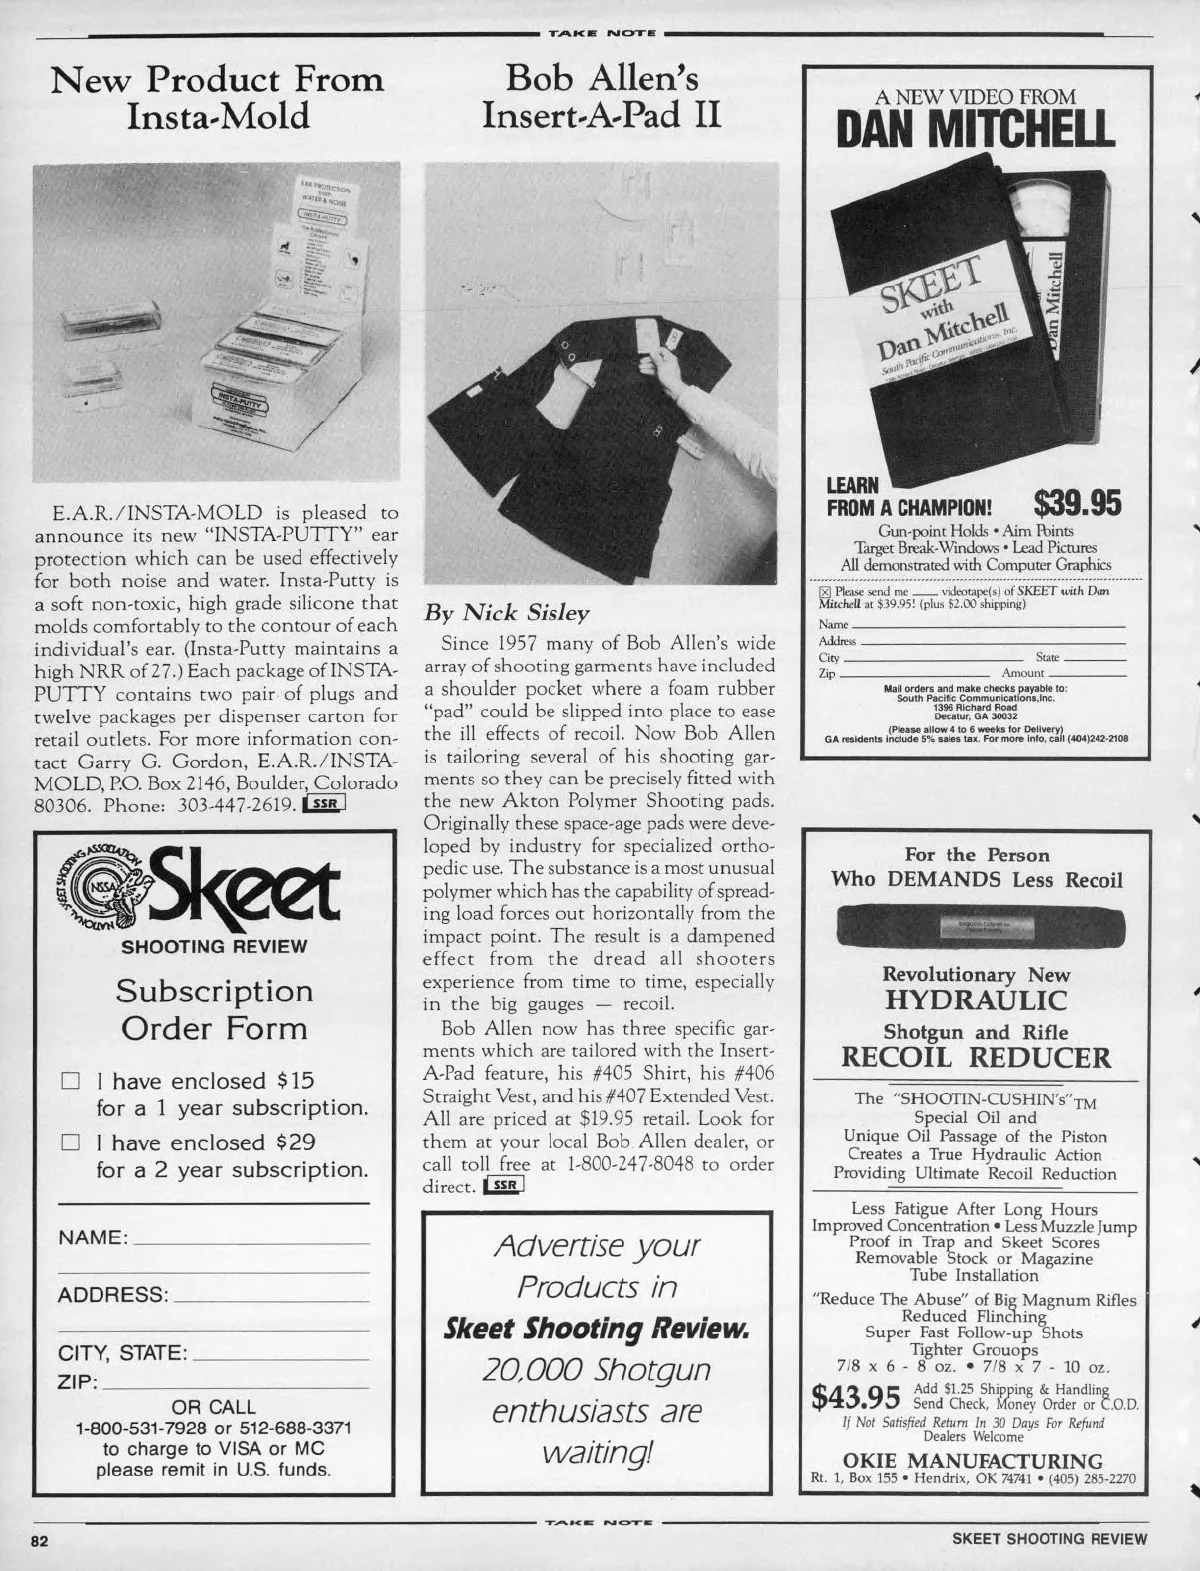 TAKE NOTE
New Product From
Insta-Mold
EAR PROTECTION
from
WATER & NOISE
INSTA-PUTTY
INSTA-PUTTY
E.A.R./INSTA-MOLD is pleased to
announce its new “INSTA-PUTTY” ear
protection which can be used effectively
for both noise and water. Insta-Putty is
a soft non-toxic, high grade silicone that
molds comfortably to the contour of each
individual's ear. (Insta-Putty maintains a
high NRR of 27.) Each package of INSTA-
PUTTY contains two pair of plugs and
twelve packages per dispenser carton for
retail outlets. For more information con-
tact Garry G. Gordon, E.A.R./INSTA-
MOLD, P.O. Box 2146, Boulder, Colorado
80306. Phone: 303-447-2619. SSR
NATIONAL SKEET SHOOTING ASSOCIATION
NSSA
Skeet
SHOOTING REVIEW
Subscription
Order Form
☐ I have enclosed $15
for a 1 year subscription.
☐ I have enclosed $29
for a 2 year subscription.
NAME:
ADDRESS:
CITY, STATE:
ZIP:
OR CALL
1-800-531-7928 or 512-688-3371
to charge to VISA or MC
please remit in U.S. funds.
Bob Allen's
Insert-A-Pad II
By Nick Sisley
Since 1957 many of Bob Allen's wide
array of shooting garments have included
a shoulder pocket where a foam rubber
“pad” could be slipped into place to ease
the ill effects of recoil. Now Bob Allen
is tailoring several of his shooting gar-
ments so they can be precisely fitted with
the new Akton Polymer Shooting pads.
Originally these space-age pads were deve-
loped by industry for specialized ortho-
pedic use. The substance is a most unusual
polymer which has the capability of spread-
ing load forces out horizontally from the
impact point. The result is a dampened
effect from the dread all shooters
experience from time to time, especially
in the big gauges — recoil.
Bob Allen now has three specific gar-
ments which are tailored with the Insert-
A-Pad feature, his #405 Shirt, his #406
Straight Vest, and his #407 Extended Vest.
All are priced at $19.95 retail. Look for
them at your local Bob Allen dealer, or
call toll free at 1-800-247-8048 to order
direct. SSR
Advertise your
Products in
Skeet Shooting Review.
20,000 Shotgun
enthusiasts are
waiting!
A NEW VIDEO FROM
DAN MITCHELL
SKEET
with
Dan Mitchell
South Pacific Communications, Inc.
SKEET
Dan Mitchell
LEARN
FROM A CHAMPION! $39.95
Gun-point Holds • Aim Points
Target Break-Windows • Lead Pictures
All demonstrated with Computer Graphics
☒ Please send me ____ videotape(s) of SKEET with Dan
Mitchell at $39.95! (plus $2.00 shipping)
Name
Address
City State
Zip Amount
Mail orders and make checks payable to:
South Pacific Communications,Inc.
1396 Richard Road
Decatur, GA 30032
(Please allow 4 to 6 weeks for Delivery)
GA residents include 5% sales tax. For more info, call (404)242-2108
For the Person
Who DEMANDS Less Recoil
Revolutionary New
HYDRAULIC
Shotgun and Rifle
RECOIL REDUCER
The “SHOOTIN-CUSHIN's”TM
Special Oil and
Unique Oil Passage of the Piston
Creates a True Hydraulic Action
Providing Ultimate Recoil Reduction
Less Fatigue After Long Hours
Improved Concentration • Less Muzzle Jump
Proof in Trap and Skeet Scores
Removable Stock or Magazine
Tube Installation
“Reduce The Abuse” of Big Magnum Rifles
Reduced Flinching
Super Fast Follow-up Shots
Tighter Grouops
7/8 x 6 - 8 oz. • 7/8 x 7 - 10 oz.
$43.95 Add $1.25 Shipping & Handling
Send Check, Money Order or C.O.D.
If Not Satisfied Return In 30 Days For Refund
Dealers Welcome
OKIE MANUFACTURING
Rt. 1, Box 155 • Hendrix, OK 74741 • (405) 285-2270
TAKE NOTE
82
SKEET SHOOTING REVIEW